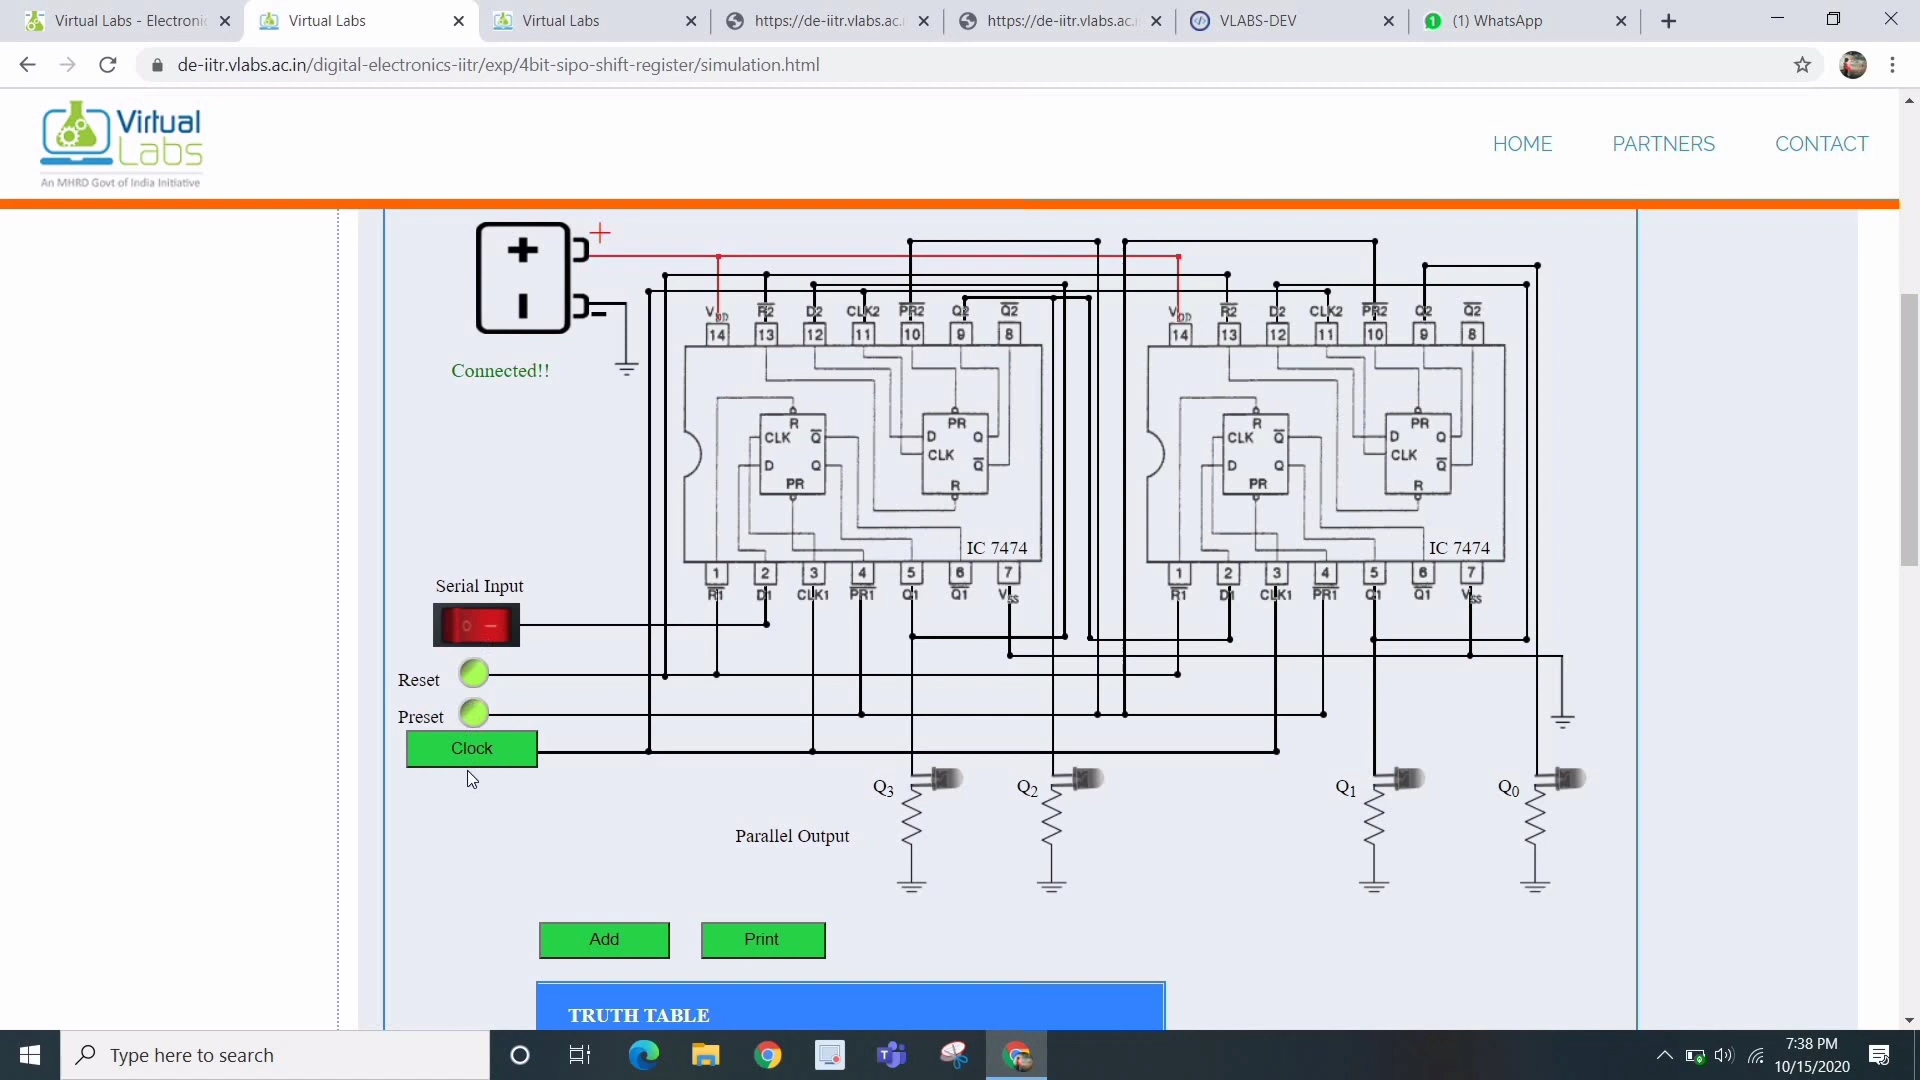 Virtual Labs - Electronic
Virtual Labs
Virtual Labs
https://de-iitr.vlabs.ac.i
https://de-iitr.vlabs.ac.i
VLABS-DEV
(1) WhatsApp
de-iitr.vlabs.ac.in/digital-electronics-iitr/exp/4bit-sipo-shift-register/simulation.html
Virtual
Labs
An MHRD Govt of India Initiative
HOME PARTNERS CONTACT
Connected!!
VDD R2 D2 CLK2 PR2 Q2 Q2
14 13 12 11 10 9 8
R
CLK Q
D Q
PR
PR
D Q
CLK Q
R
IC 7474
1 2 3 4 5 6 7
R1 D1 CLK1 PR1 Q1 Q1 VSS
VDD R2 D2 CLK2 PR2 Q2 Q2
14 13 12 11 10 9 8
R
CLK Q
D Q
PR
PR
D Q
CLK Q
R
IC 7474
1 2 3 4 5 6 7
R1 D1 CLK1 PR1 Q1 Q1 VSS
Serial Input
Reset
Preset
Clock
Q3 Q2 Q1 Q0
Parallel Output
Add Print
TRUTH TABLE
Type here to search
7:38 PM
10/15/2020